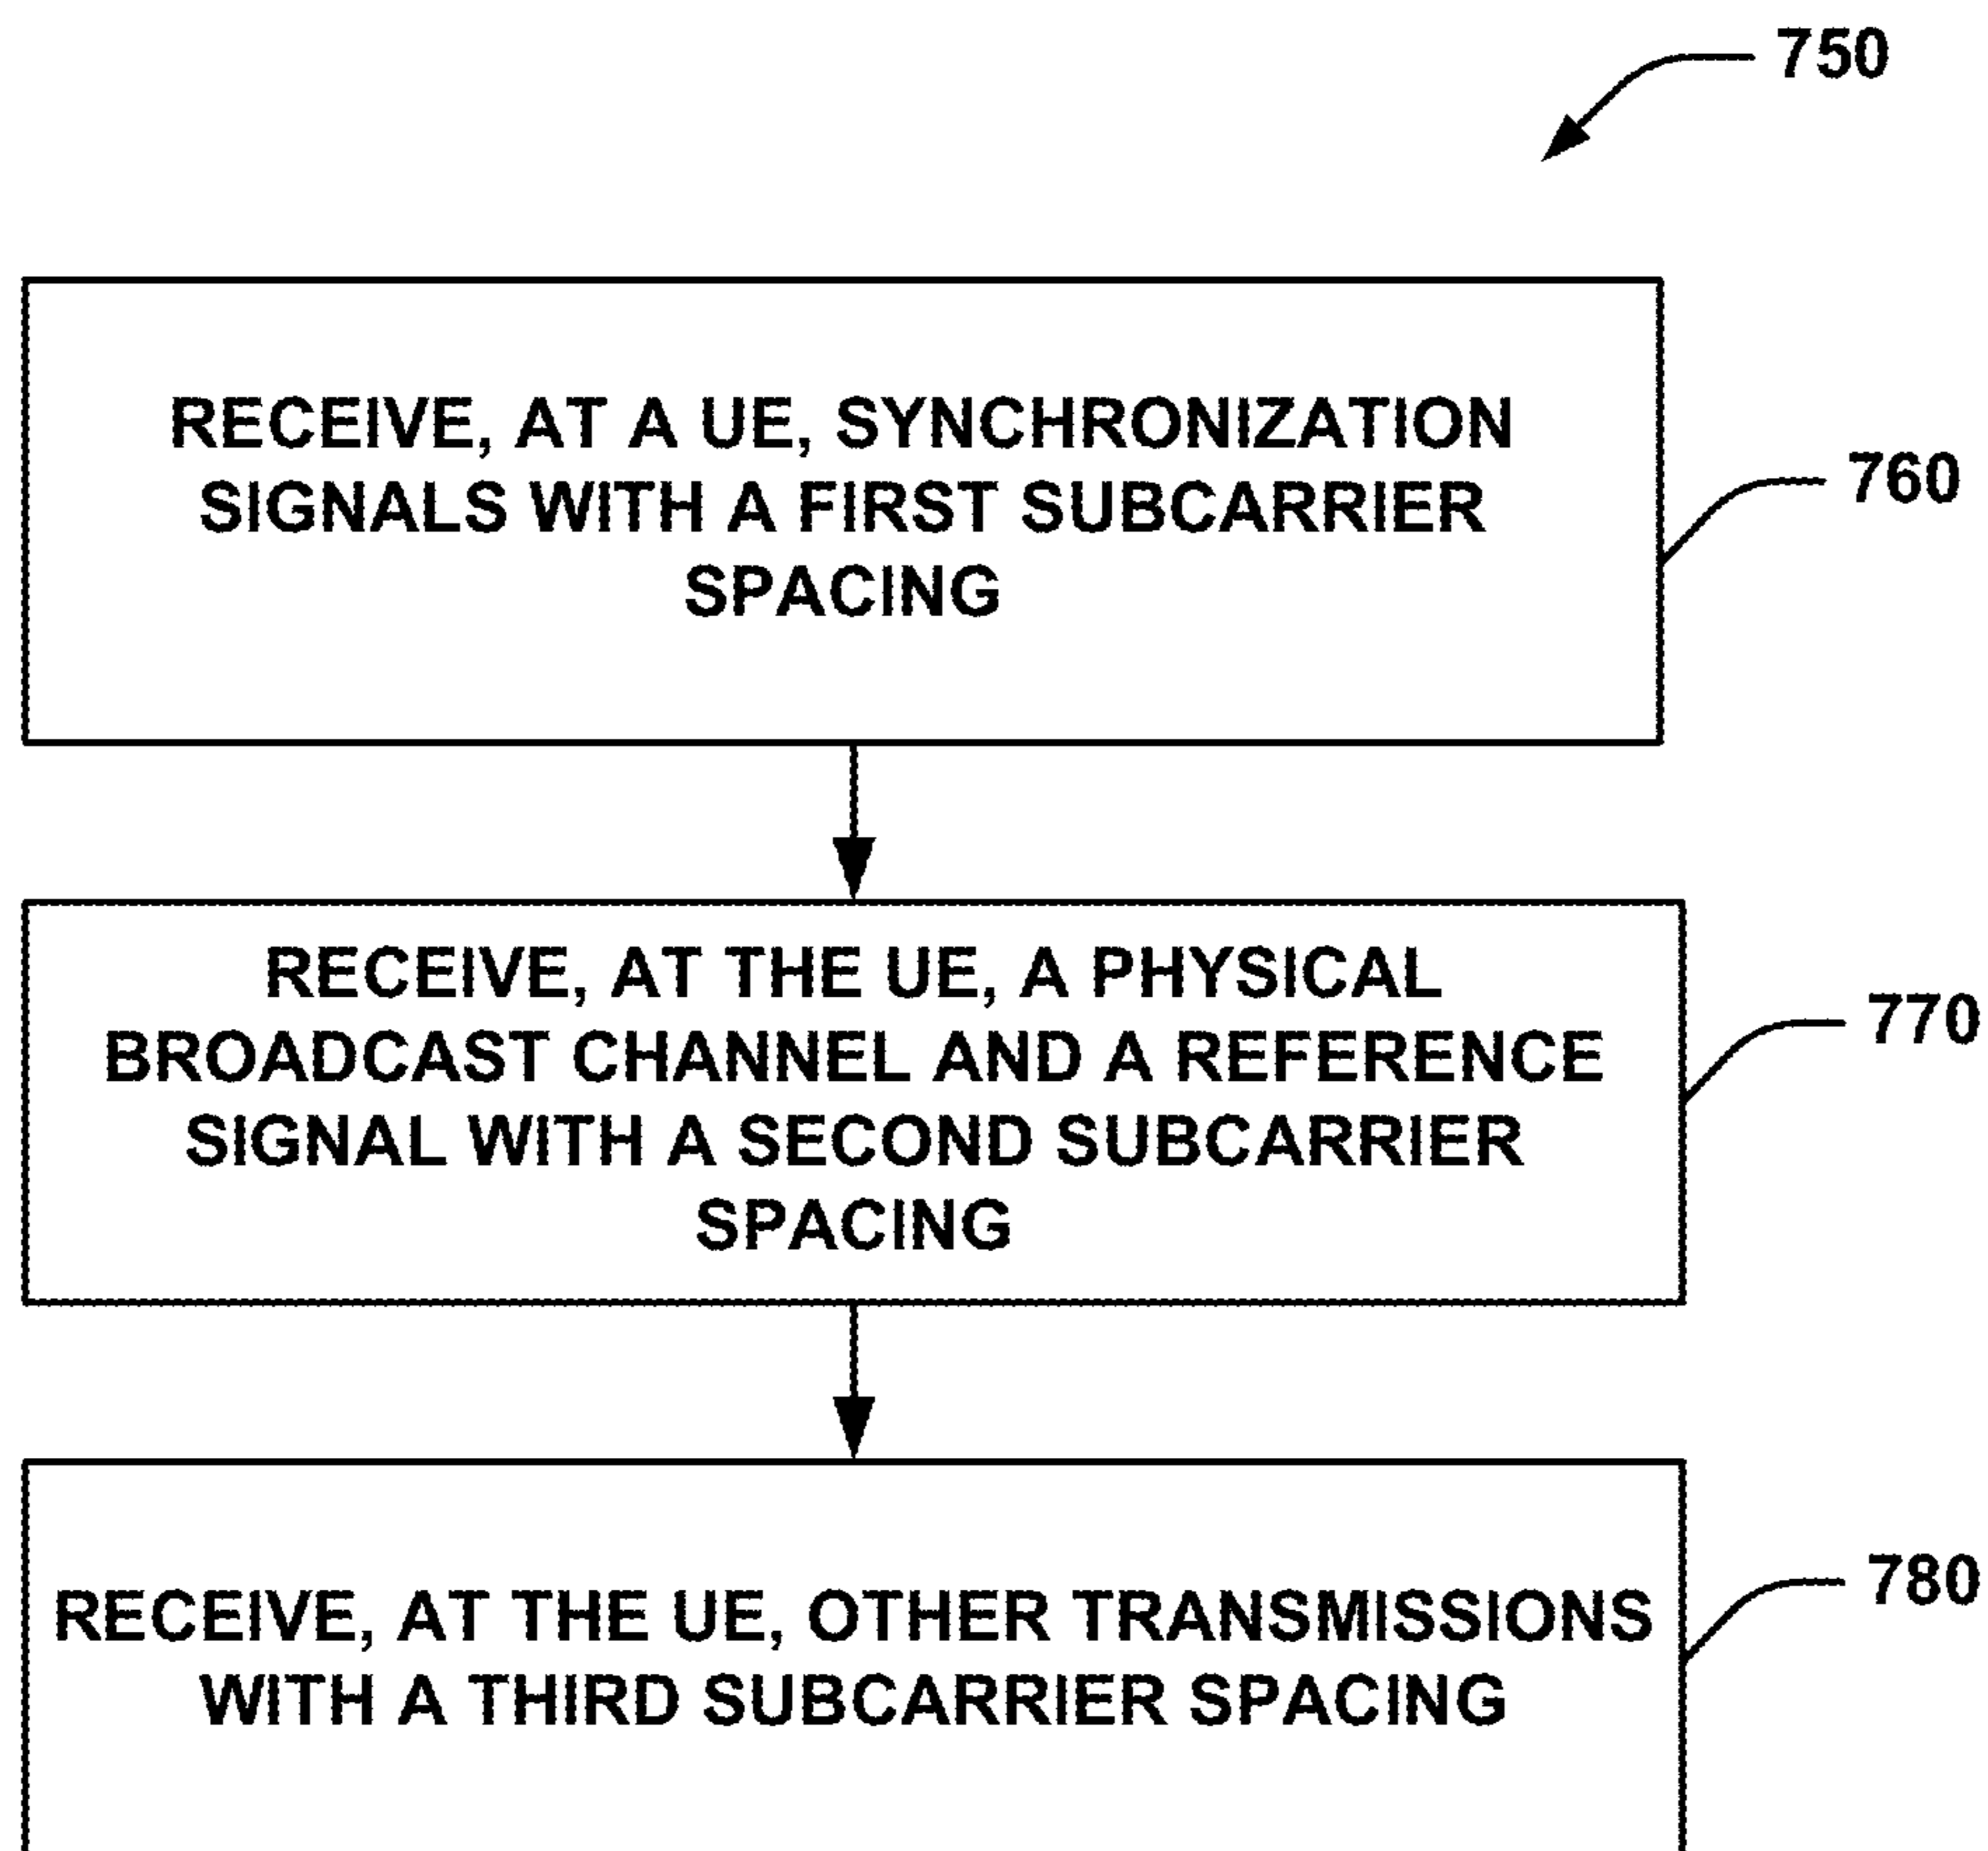 750
RECEIVE, AT A UE, SYNCHRONIZATION
SIGNALS WITH A FIRST SUBCARRIER
SPACING
760
RECEIVE, AT THE UE, A PHYSICAL
BROADCAST CHANNEL AND A REFERENCE
SIGNAL WITH A SECOND SUBCARRIER
SPACING
770
RECEIVE, AT THE UE, OTHER TRANSMISSIONS
WITH A THIRD SUBCARRIER SPACING
780